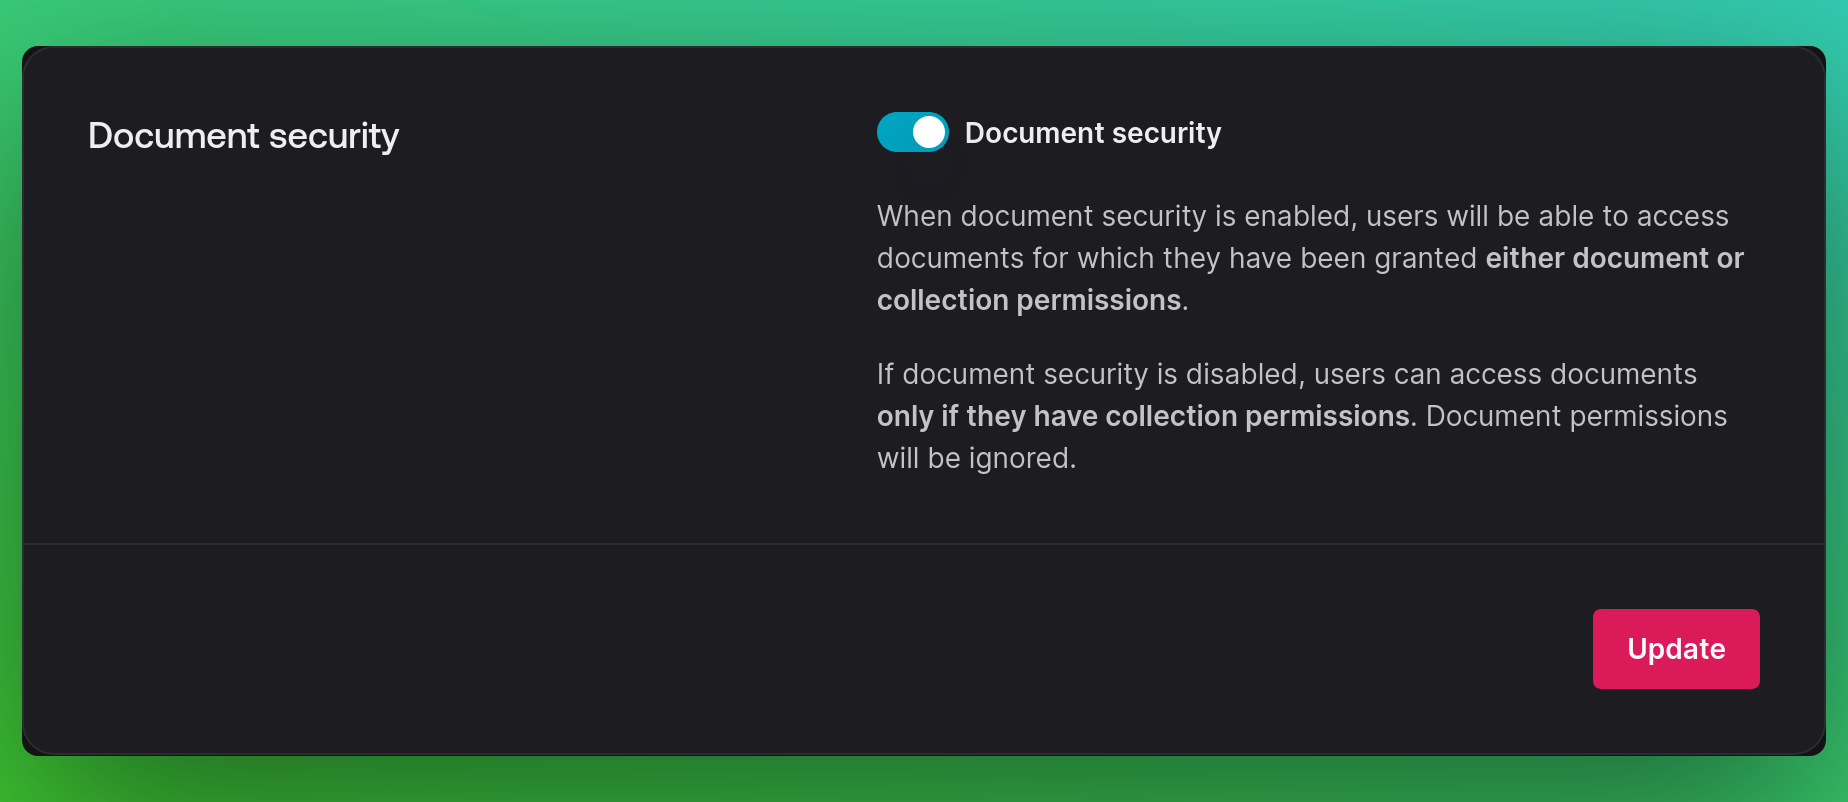 Document security
Document security
When document security is enabled, users will be able to access
documents for which they have been granted either document or
collection permissions.
If document security is disabled, users can access documents
only if they have collection permissions. Document permissions
will be ignored.
Update